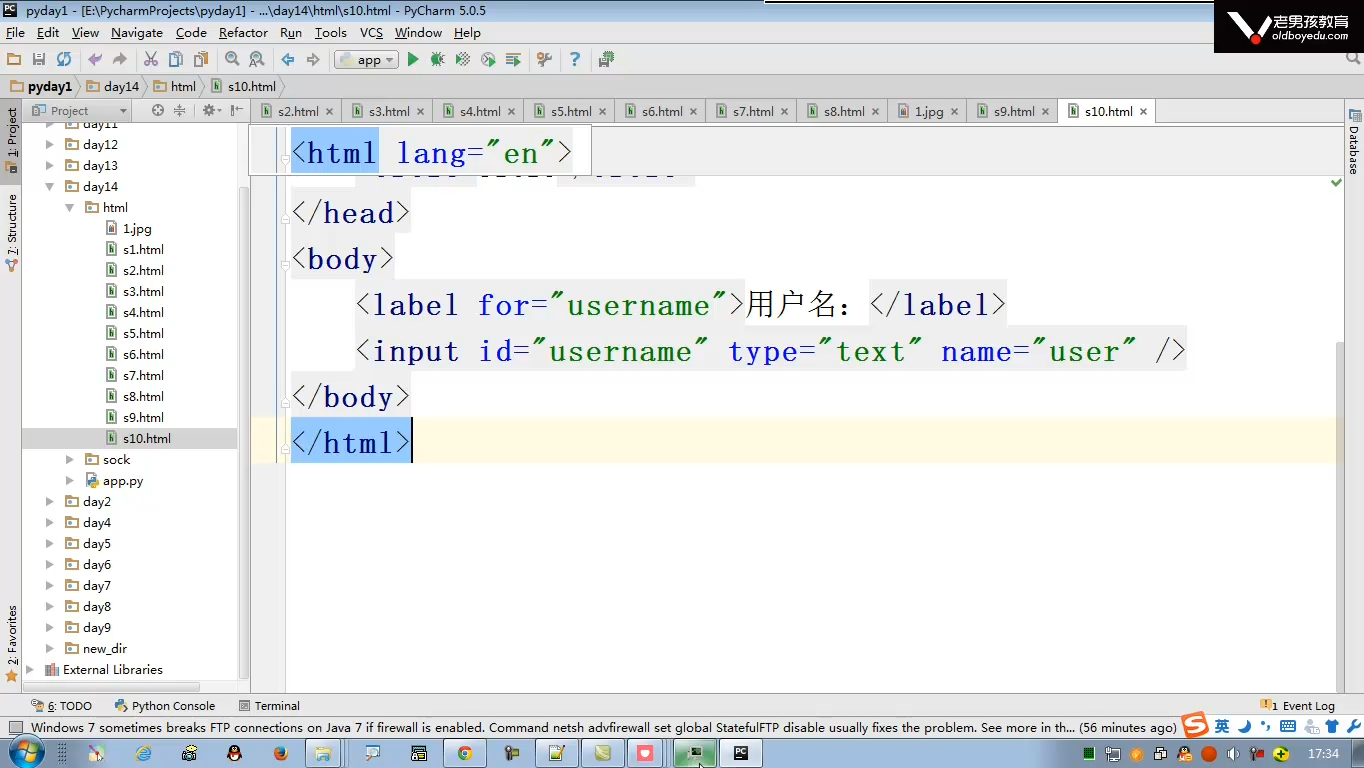 pyday1 - [E:\PycharmProjects\pyday1] - ...\day14\html\s10.html - PyCharm 5.0.5
老男孩教育
oldboyedu.com
File Edit View Navigate Code Refactor Run Tools VCS Window Help
app
pyday1 day14 html s10.html
Project
s2.html s3.html s4.html s5.html s6.html s7.html s8.html 1.jpg s9.html s10.html
1: Project
7: Structure
2: Favorites
Database
day11
day12
day13
day14
html
1.jpg
s1.html
s2.html
s3.html
s4.html
s5.html
s6.html
s7.html
s8.html
s9.html
s10.html
sock
app.py
day2
day4
day5
day6
day7
day8
day9
new_dir
External Libraries
<html lang="en">
</head>
<body>
<label for="username">用户名：</label>
<input id="username" type="text" name="user" />
</body>
</html>
6: TODO Python Console Terminal 1 Event Log
Windows 7 sometimes breaks FTP connections on Java 7 if firewall is enabled. Command netsh advfirewall set global StatefulFTP disable usually fixes the problem. See more in th... (56 minutes ago)
英
17:34